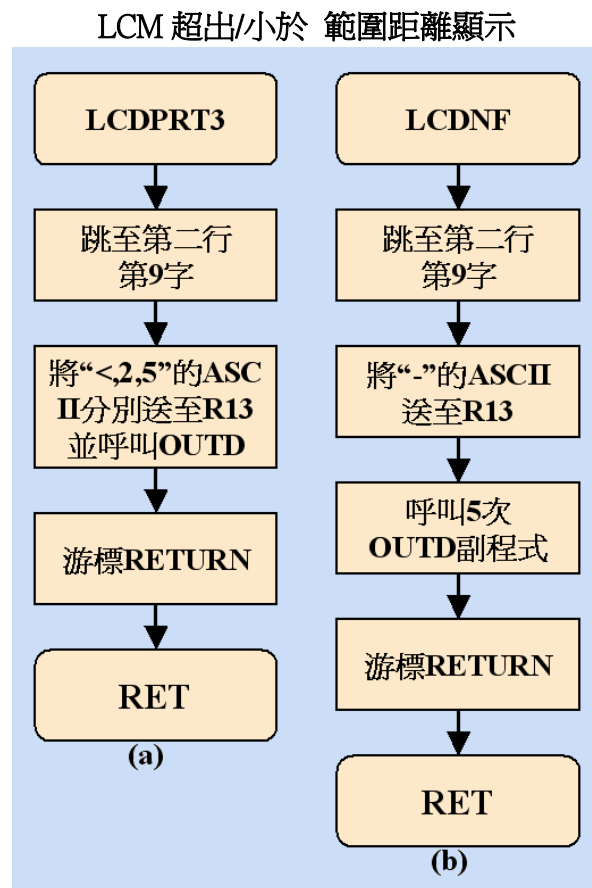 LCM 超出/小於 範圍距離顯示
LCDPRT3
跳至第二行
第9字
將“<,2,5”的ASC
II分別送至R13
並呼叫OUTD
游標RETURN
RET
(a)
LCDNF
跳至第二行
第9字
將“-”的ASCII
送至R13
呼叫5次
OUTD副程式
游標RETURN
RET
(b)